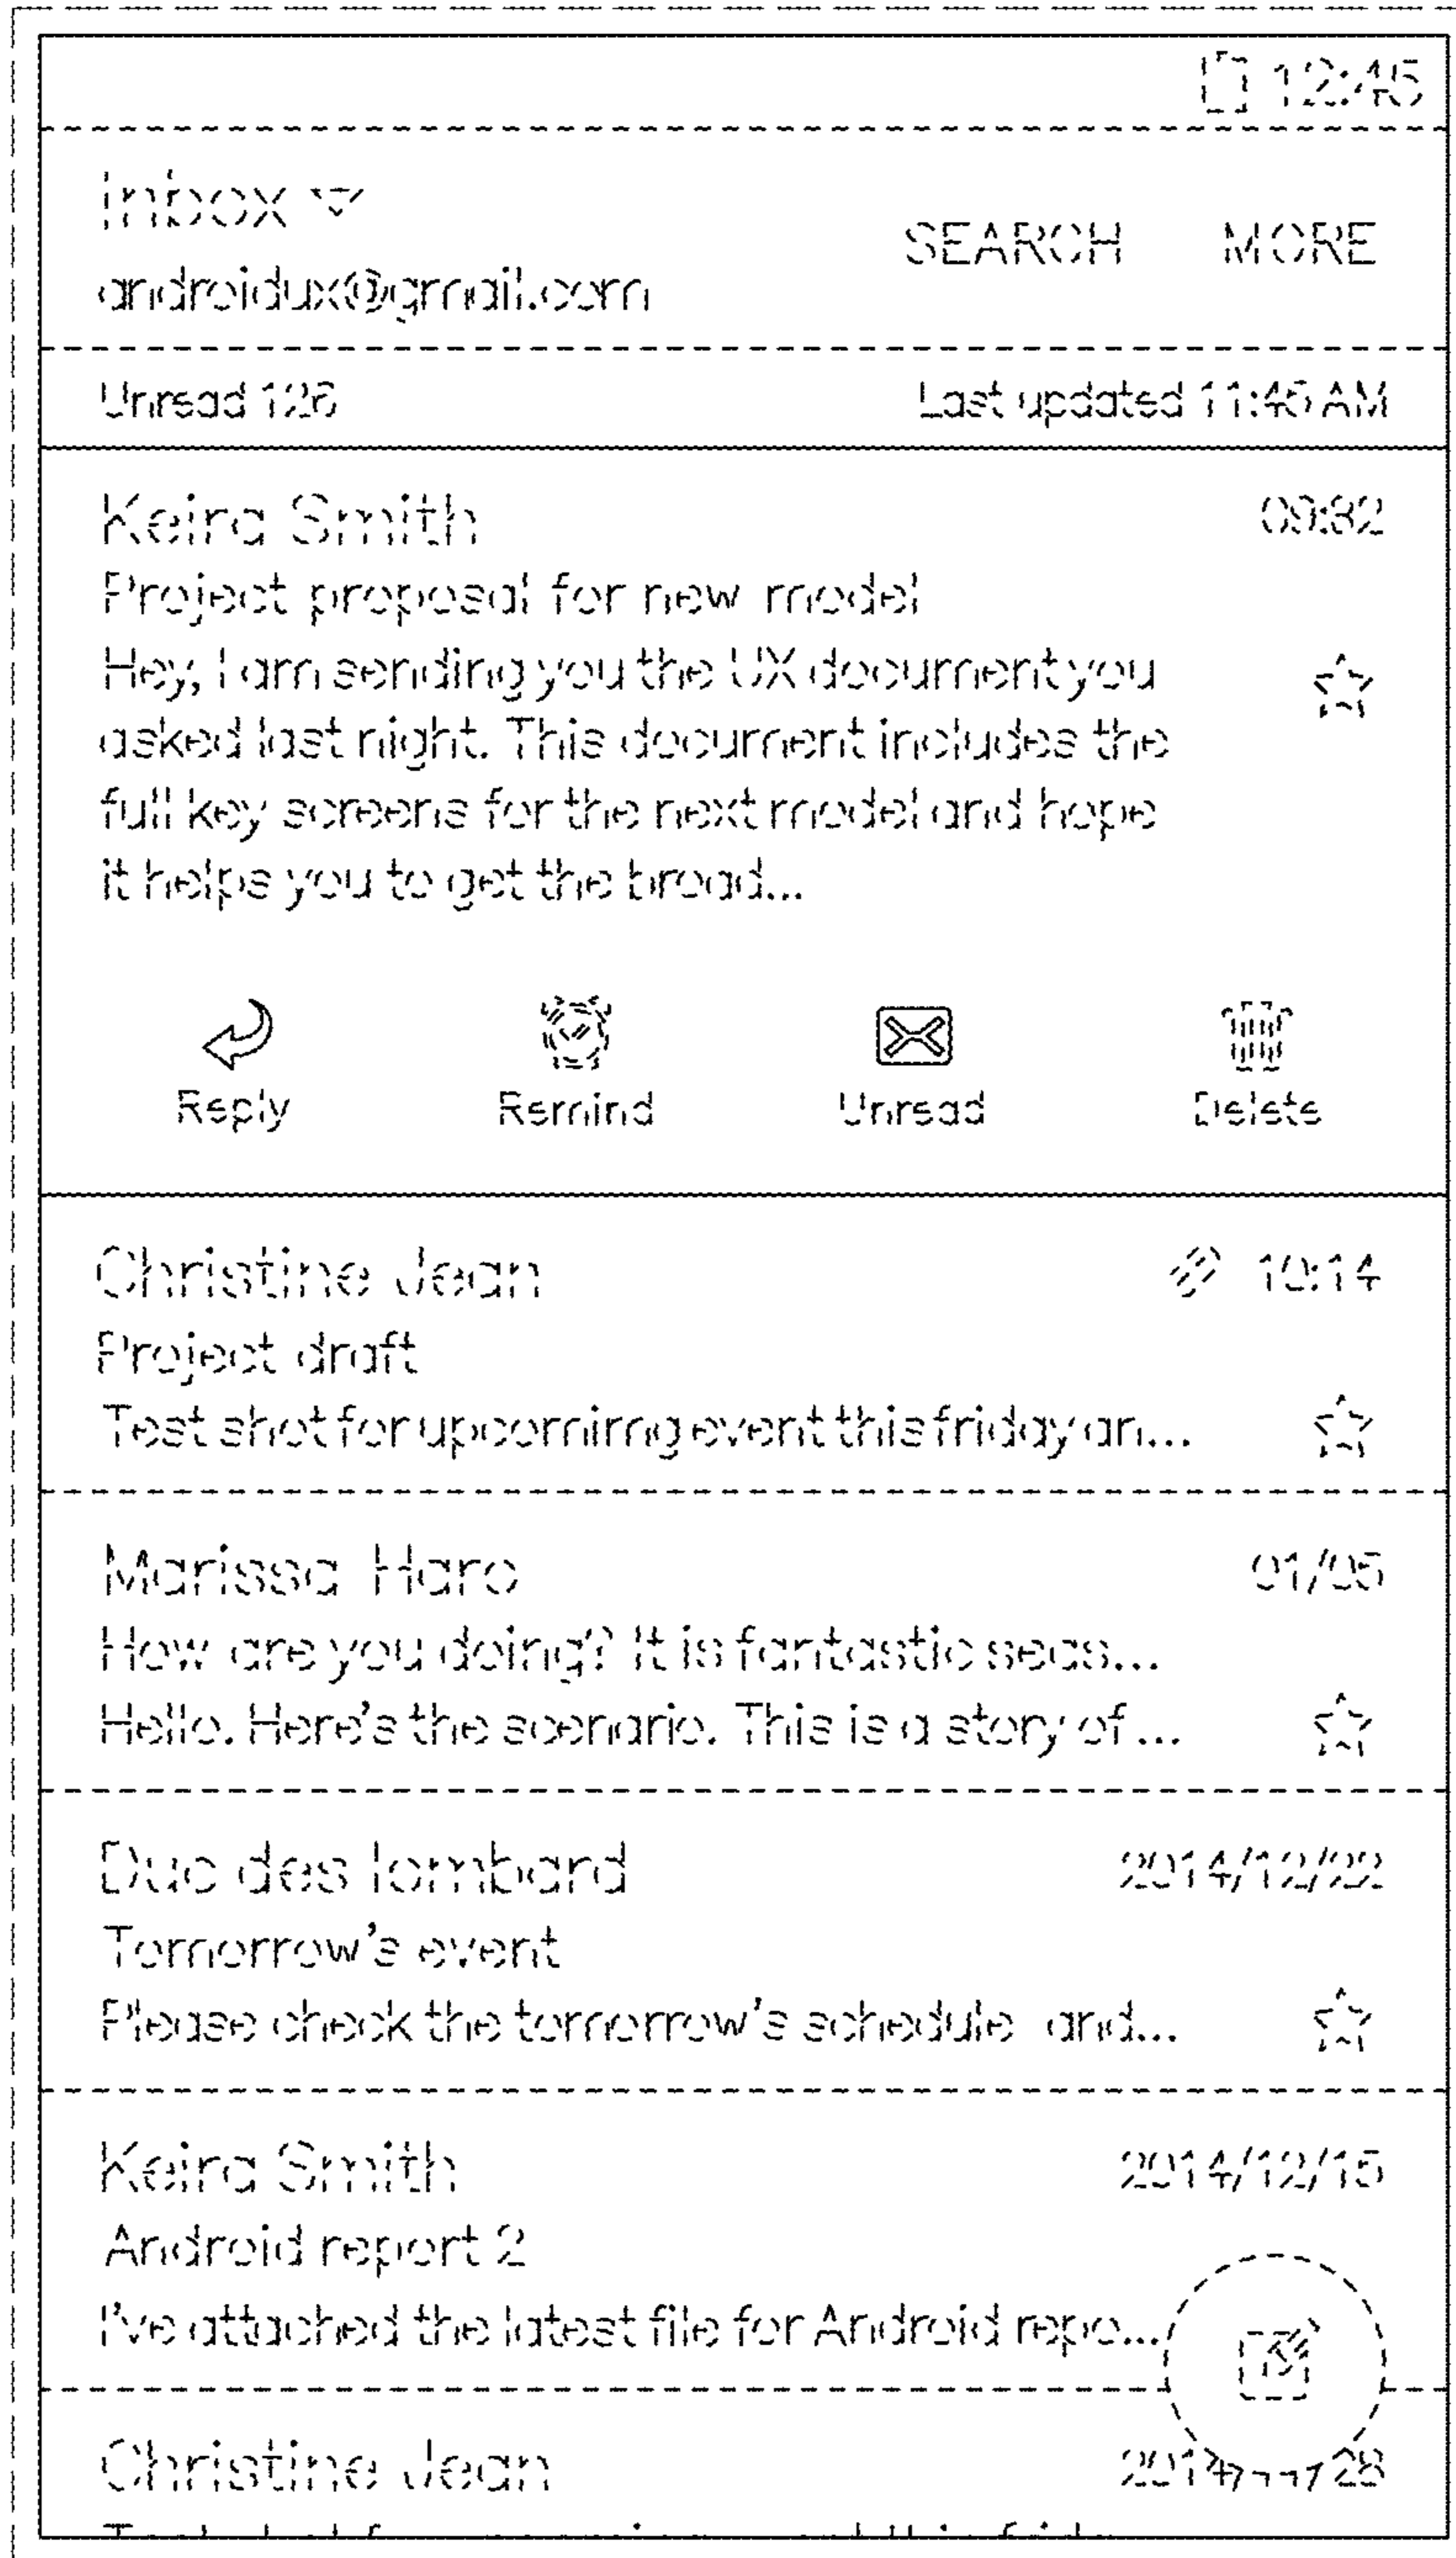 12:45
Inbox
SEARCH MORE
androidux@gmail.com
Unread 126 Last updated 11:45 AM
Keira Smith 09:32
Project proposal for new model
Hey, I am sending you the UX document you
asked last night. This document includes the
full key screens for the next model and hope
it helps you to get the broad...
Reply Remind Unread Delete
Christine Jean 10:14
Project draft
Test shot for upcomimg event this friday an...
Marissa Haro 01/05
How are you doing? It is fantastic seas...
Hello. Here's the scenario. This is a story of...
Duc des lombard 2014/12/22
Tomorrow's event
Please check the tomorrow's schedule and...
Keira Smith 2014/12/15
Android report 2
I've attached the latest file for Android repo...
Christine Jean